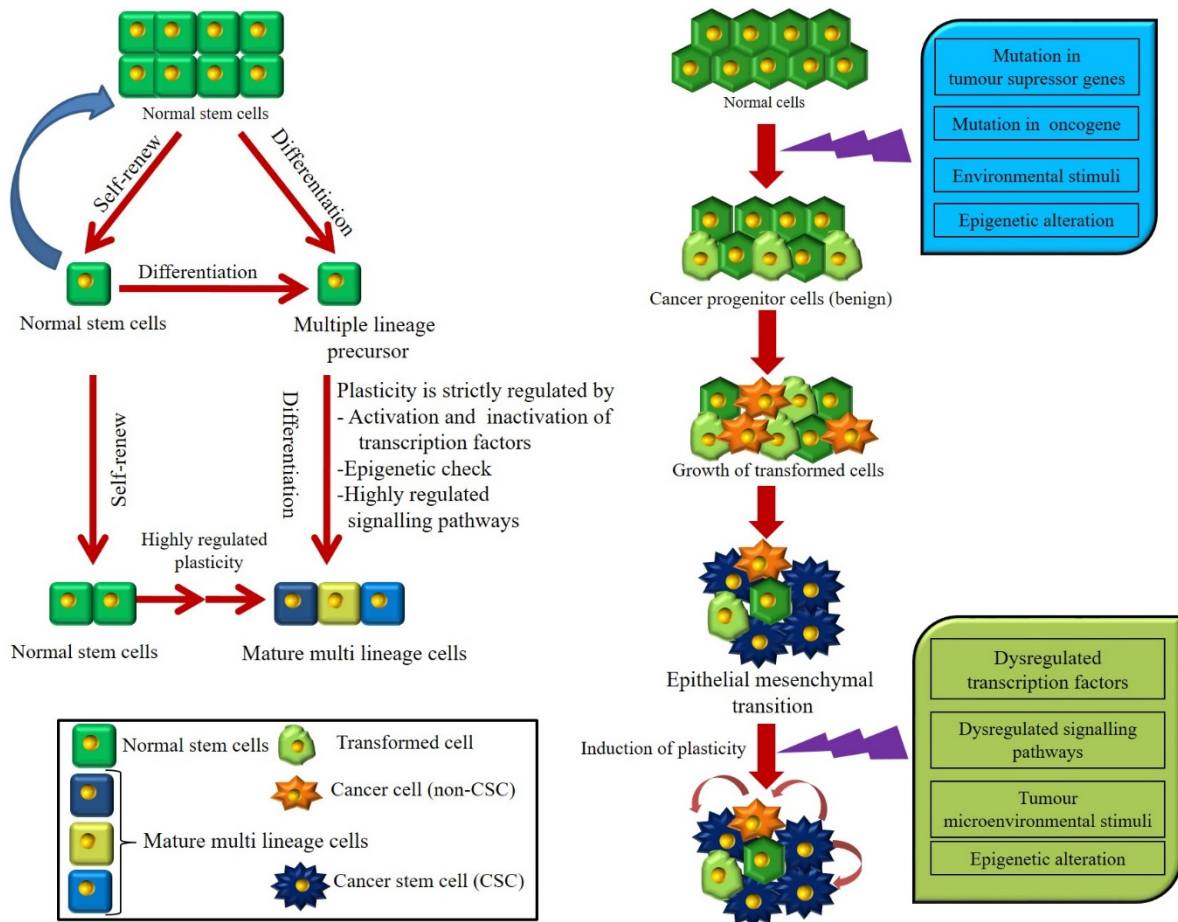 Normal stem cells
Self-renew
Differentiation
Differentiation
Normal stem cells
Multiple lineage
precursor
Self-renew
Differentiation
Plasticity is strictly regulated by
- Activation and inactivation of
transcription factors
-Epigenetic check
-Highly regulated
signalling pathways
Highly regulated
plasticity
Normal stem cells
Mature multi lineage cells
Normal stem cells
Transformed cell
Cancer cell (non-CSC)
Mature multi lineage cells
Cancer stem cell (CSC)
Normal cells
Mutation in
tumour supressor genes
Mutation in oncogene
Environmental stimuli
Epigenetic alteration
Cancer progenitor cells (benign)
Growth of transformed cells
Epithelial mesenchymal
transition
Induction of plasticity
Dysregulated
transcription factors
Dysregulated signalling
pathways
Tumour
microenvironmental stimuli
Epigenetic alteration